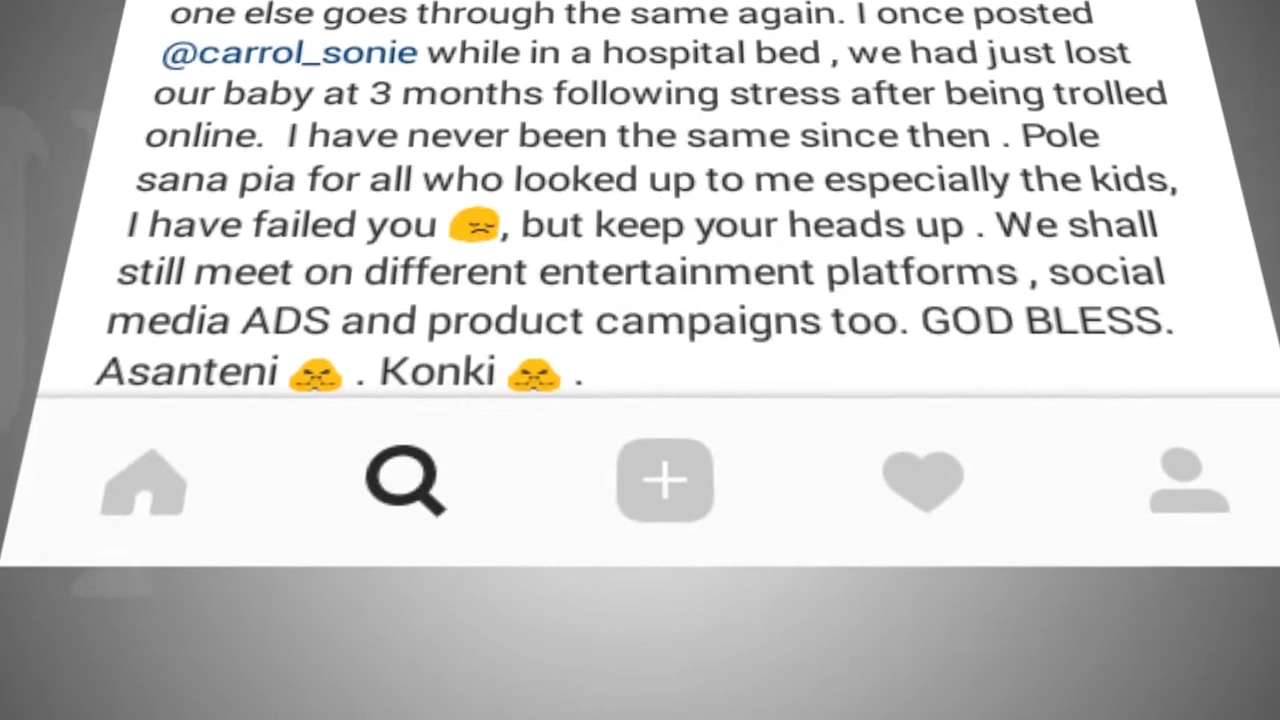 one else goes through the same again. I once posted
@carrol_sonie while in a hospital bed , we had just lost
our baby at 3 months following stress after being trolled
online. I have never been the same since then . Pole
sana pia for all who looked up to me especially the kids,
I have failed you 😞, but keep your heads up . We shall
still meet on different entertainment platforms , social
media ADS and product campaigns too. GOD BLESS.
Asanteni 🙏 . Konki 🙏 .